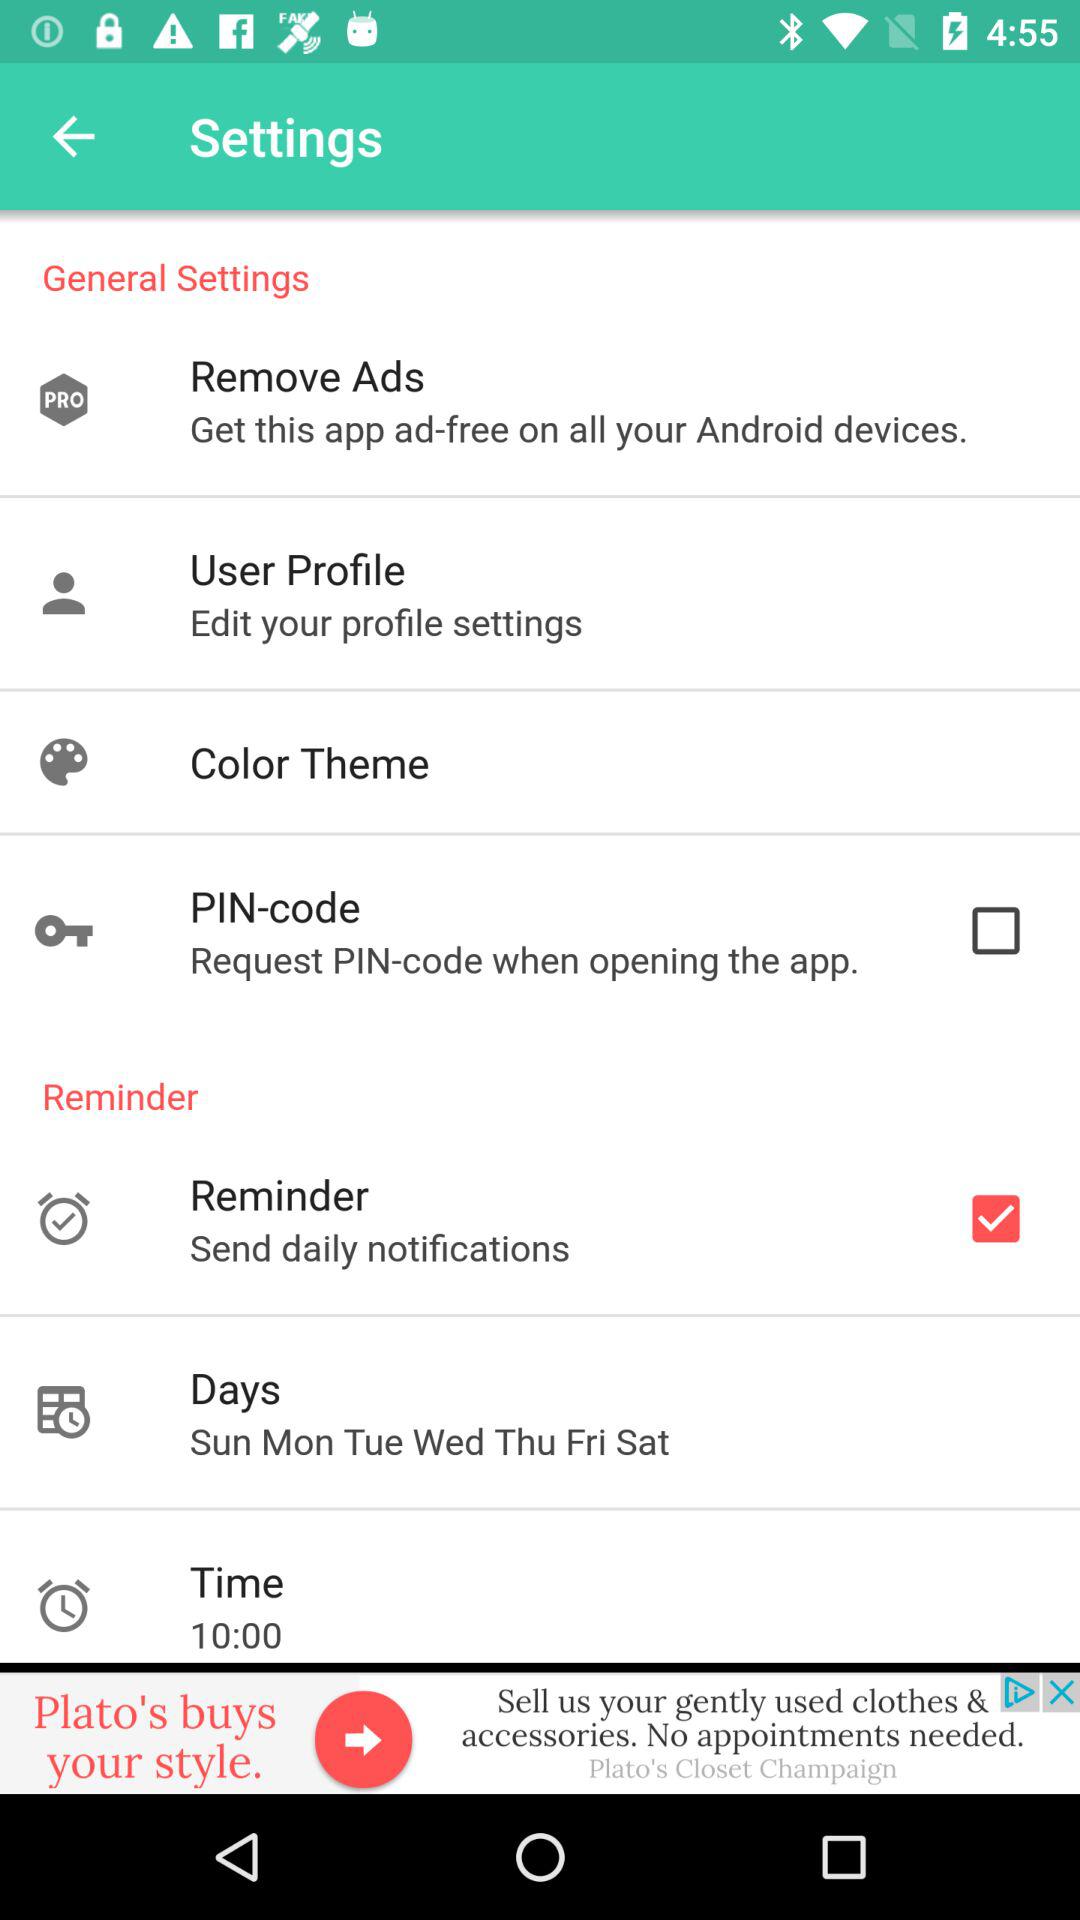 FAKE
4:55
Settings
General Settings
PRO
Remove Ads
Get this app ad-free on all your Android devices.
User Profile
Edit your profile settings
Color Theme
PIN-code
Request PIN-code when opening the app.
Reminder
Reminder
Send daily notifications
Days
Sun Mon Tue Wed Thu Fri Sat
Time
10:00
Plato's buys
your style.
Sell us your gently used clothes &
accessories. No appointments needed.
Plato's Closet Champaign